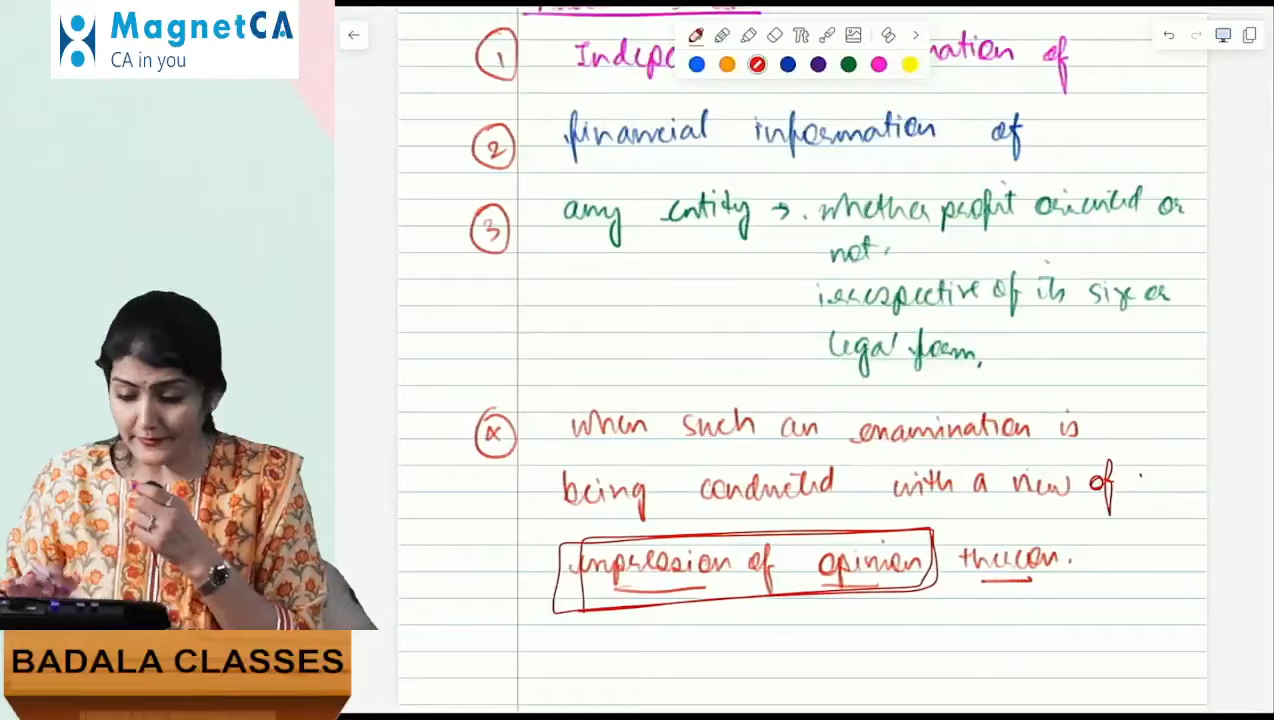 MagnetCA
CA in you
1 of
2 financial information of
3 any entity → whether profit oriented or
not.
irrespective of its size or
legal form.
when such an examination is
being conducted with a view of
expression of opinion thereon.
BADALA CLASSES